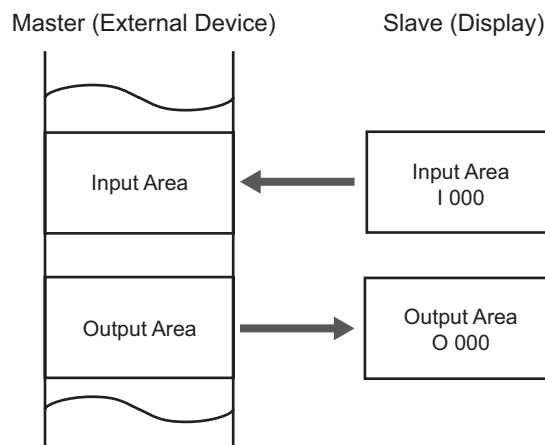 Master (External Device)
Slave (Display)
Input Area
Input Area
I 000
Output Area
Output Area
O 000